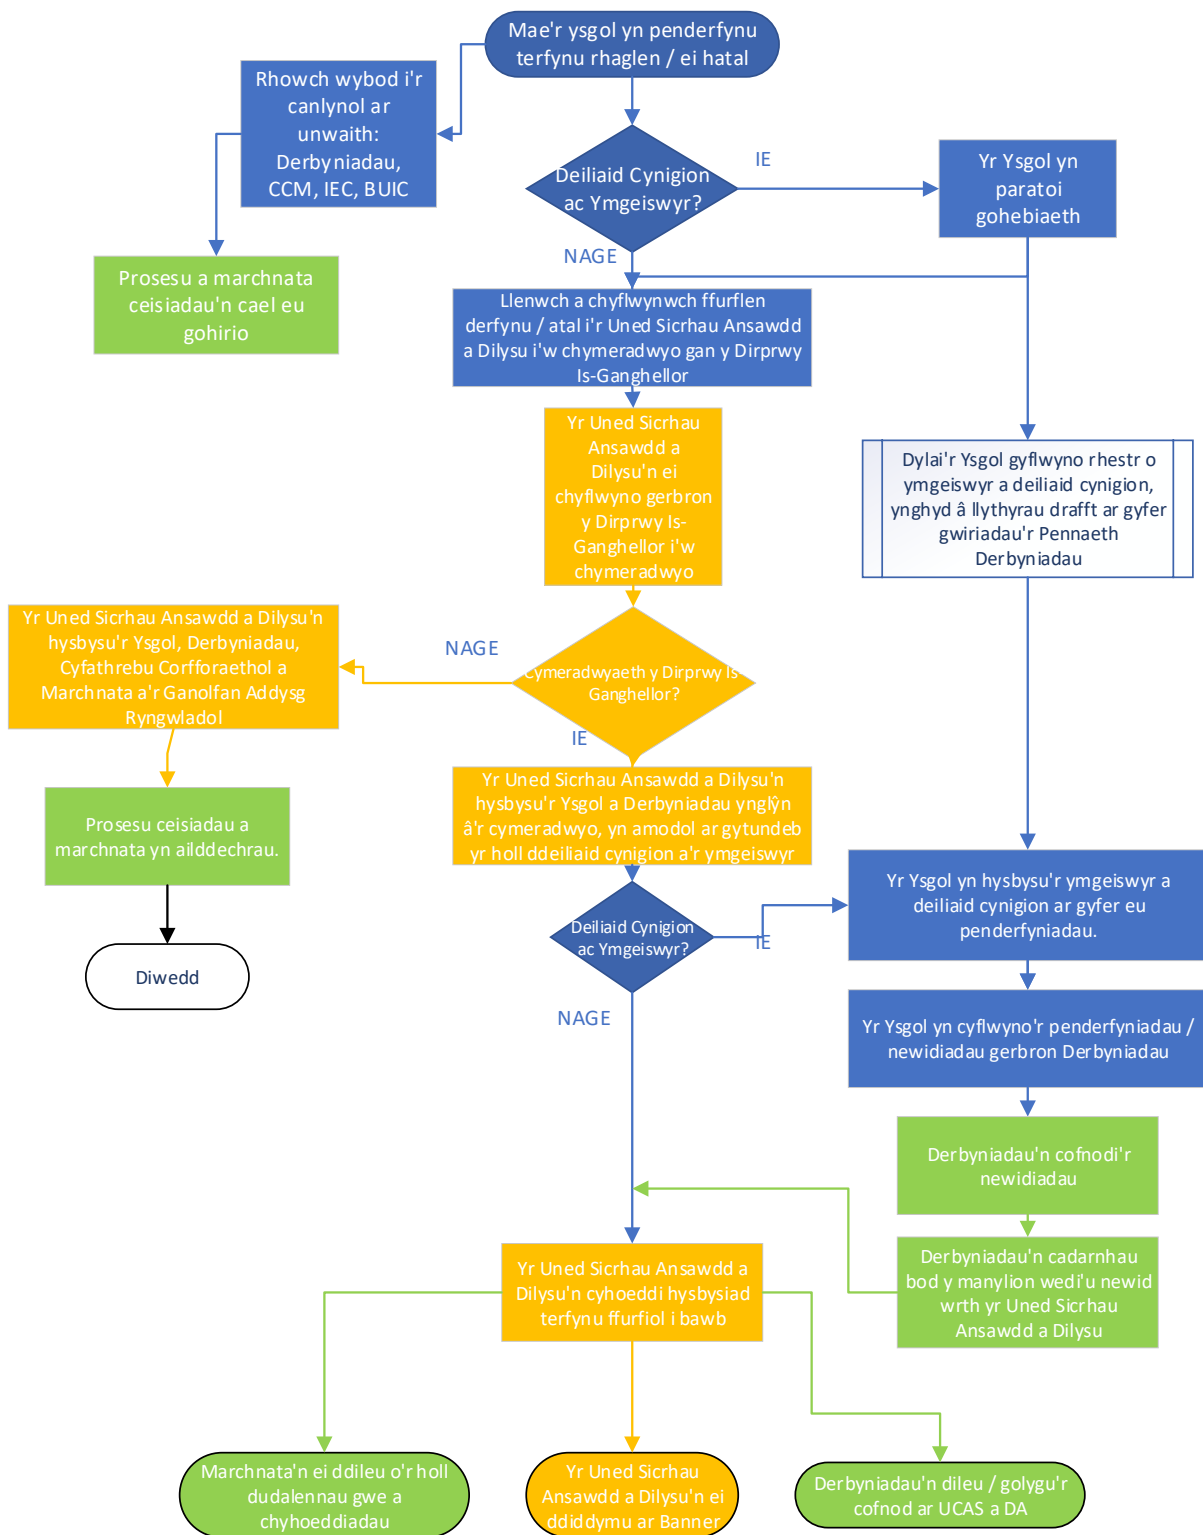 Mae'r ysgol yn penderfynu
terfynu rhaglen / ei hatal
Rhowch wybod i'r
canlynol ar
unwaith:
Derbyniadau,
CCM, IEC, BUIC
Prosesu a marchnata
ceisiadau'n cael eu
gohirio
Deiliaid Cynigion
ac Ymgeiswyr?
IE
Yr Ysgol yn
paratoi
gohebiaeth
NAGE
Llenwch a chyflwynwch ffurflen
derfynu / atal i'r Uned Sicrhau Ansawdd
a Dilysu i'w chymeradwyo gan y Dirprwy
Is-Ganghellor
Yr Uned Sicrhau
Ansawdd a
Dilysu'n ei
chyflwyno gerbron
y Dirprwy Is-
Ganghellor i'w
chymeradwyo
Dylai'r Ysgol gyflwyno rhestr o
ymgeiswyr a deiliaid cynigion,
ynghyd â llythyrau drafft ar gyfer
gwiriadau'r Pennaeth
Derbyniadau
Cymeradwyaeth y Dirprwy Is-
Ganghellor?
NAGE
Yr Uned Sicrhau Ansawdd a Dilysu'n
hysbysu'r Ysgol, Derbyniadau,
Cyfathrebu Corfforaethol a
Marchnata a'r Ganolfan Addysg
Ryngwladol
Prosesu ceisiadau a
marchnata yn ailddechrau.
Diwedd
IE
Yr Uned Sicrhau Ansawdd a Dilysu'n
hysbysu'r Ysgol a Derbyniadau ynglŷn
â'r cymeradwyo, yn amodol ar gytundeb
yr holl ddeiliaid cynigion a'r ymgeiswyr
Deiliaid Cynigion
ac Ymgeiswyr?
IE
Yr Ysgol yn hysbysu'r ymgeiswyr a
deiliaid cynigion ar gyfer eu
penderfyniadau.
NAGE
Yr Ysgol yn cyflwyno'r penderfyniadau /
newidiadau gerbron Derbyniadau
Derbyniadau'n cofnodi'r
newidiadau
Derbyniadau'n cadarnhau
bod y manylion wedi'u newid
wrth yr Uned Sicrhau
Ansawdd a Dilysu
Yr Uned Sicrhau Ansawdd a
Dilysu'n cyhoeddi hysbysiad
terfynu ffurfiol i bawb
Marchnata'n ei ddileu o'r holl
dudalennau gwe a
chyhoeddiadau
Yr Uned Sicrhau
Ansawdd a Dilysu'n ei
ddiddymu ar Banner
Derbyniadau'n dileu / golygu'r
cofnod ar UCAS a DA